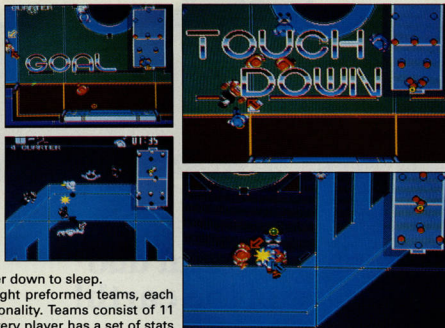 GOAL
TOUCH
DOWN
4 QUARTER 01:35
er down to sleep.
ght preformed teams, each
onality. Teams consist of 11
ery player has a set of stats